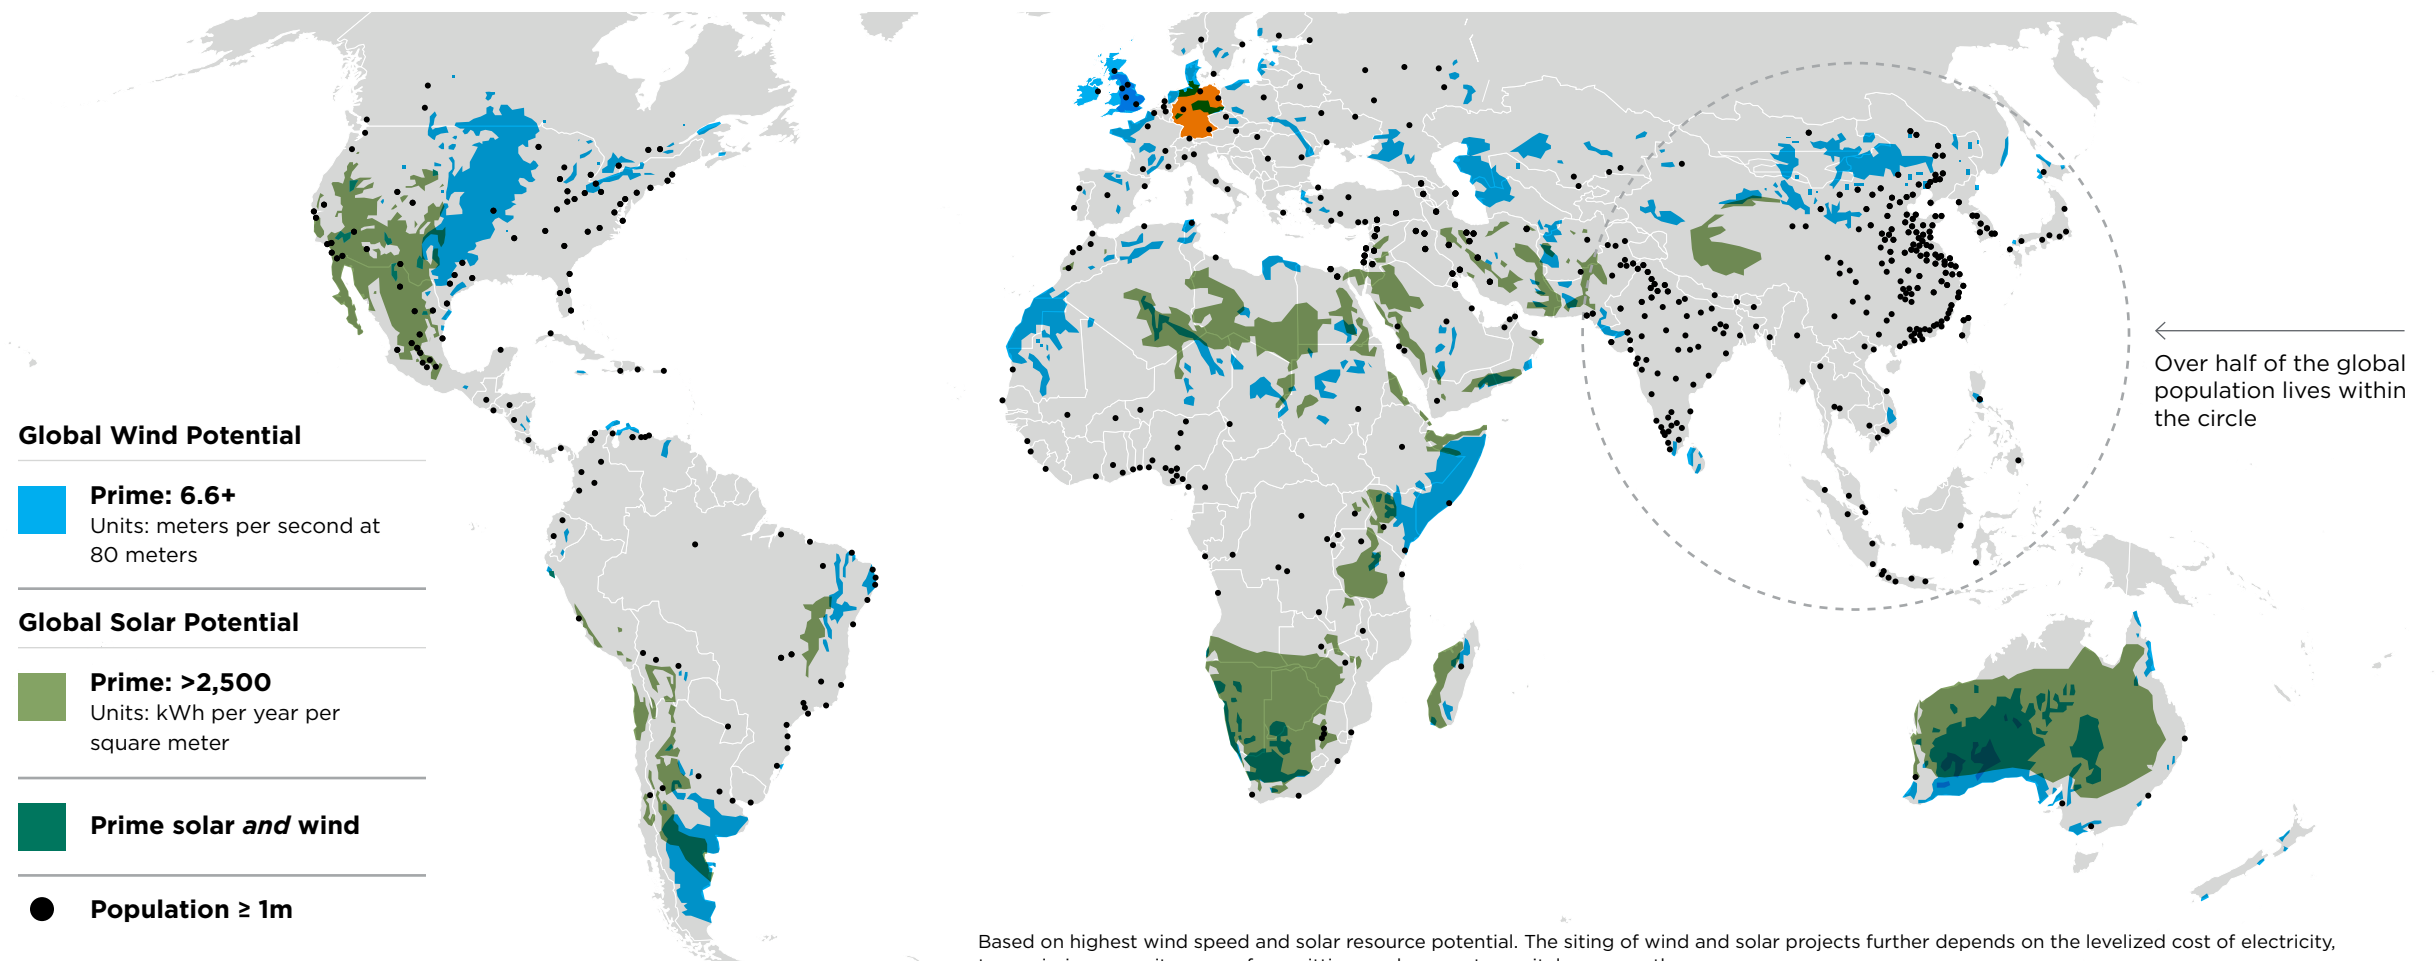 Global Wind Potential
Prime: 6.6+
Units: meters per second at
80 meters
Global Solar Potential
Prime: >2,500
Units: kWh per year per
square meter
Prime solar and wind
Population ≥ 1m
Over half of the global
population lives within
the circle
Based on highest wind speed and solar resource potential. The siting of wind and solar projects further depends on the levelized cost of electricity,